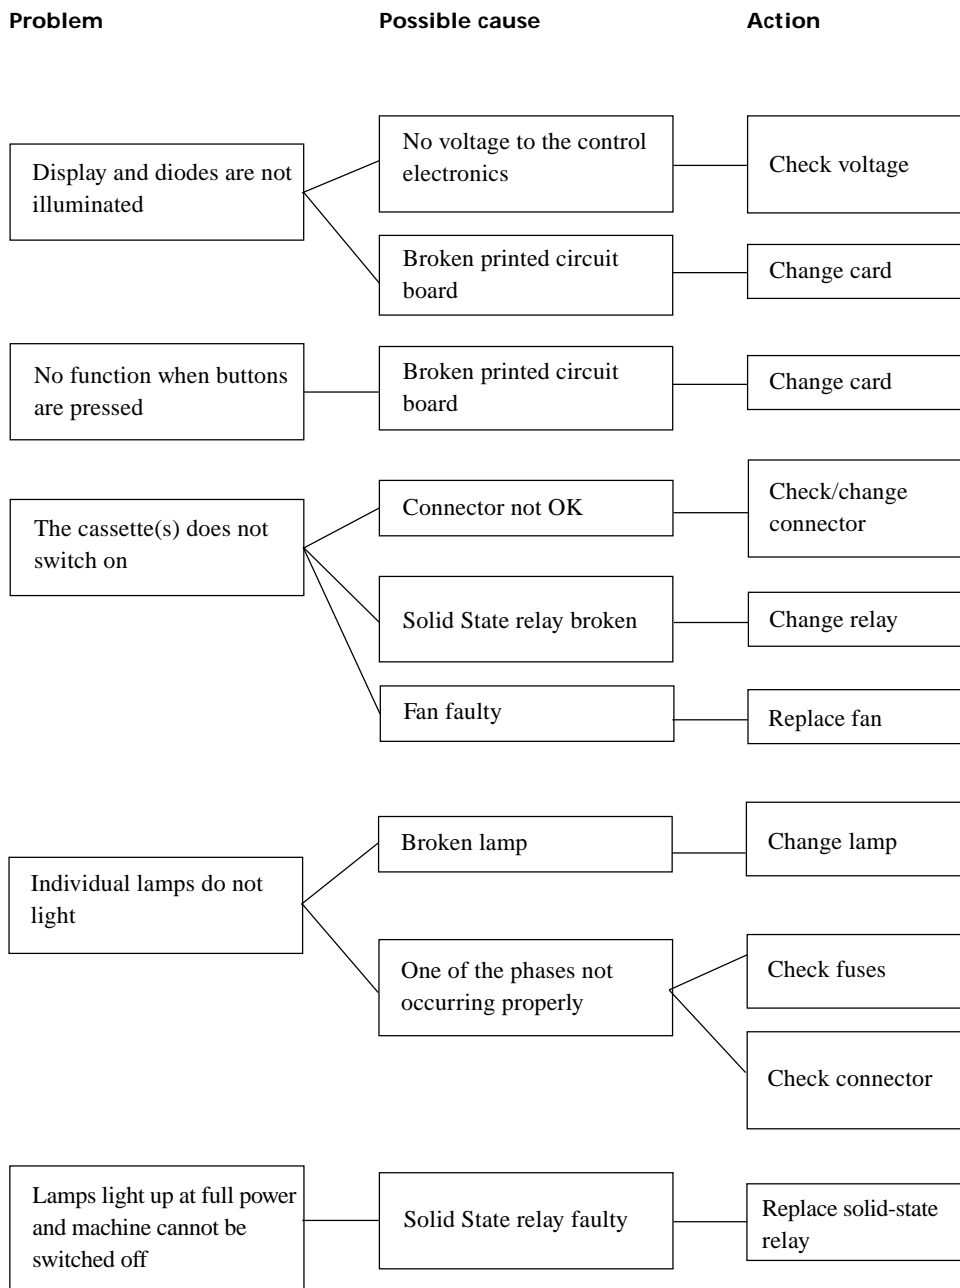 Problem
Possible cause
Action
Display and diodes are not
illuminated
No voltage to the control
electronics
Check voltage
Broken printed circuit
board
Change card
No function when buttons
are pressed
Broken printed circuit
board
Change card
The cassette(s) does not
switch on
Connector not OK
Check/change
connector
Solid State relay broken
Change relay
Fan faulty
Replace fan
Individual lamps do not
light
Broken lamp
Change lamp
One of the phases not
occurring properly
Check fuses
Check connector
Lamps light up at full power
and machine cannot be
switched off
Solid State relay faulty
Replace solid-state
relay